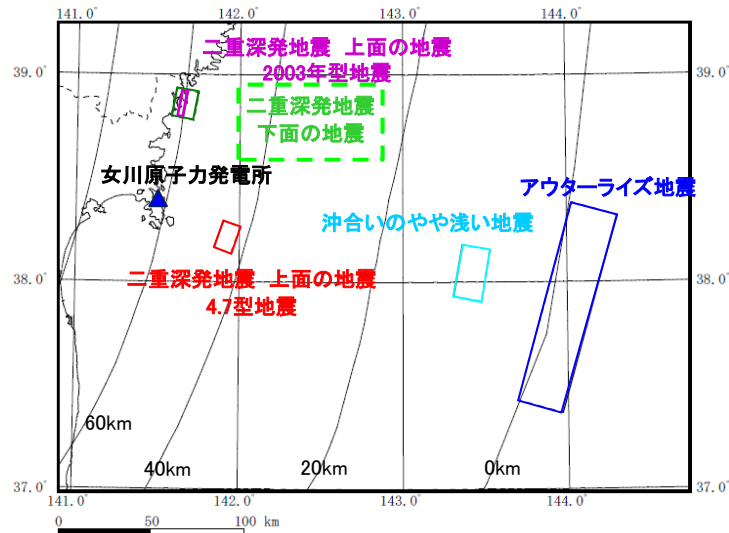 141.0° 142.0° 143.0° 144.0°
二重深発地震 上面の地震
2003年型地震
39.0° 39.0°
二重深発地震
下面の地震
女川原子力発電所
アウターライズ地震
沖合いのやや浅い地震
38.0° 38.0°
二重深発地震 上面の地震
4.7型地震
60km
40km 20km 0km
37.0° 37.0°
141.0° 142.0° 143.0° 144.0°
0 50 100 km